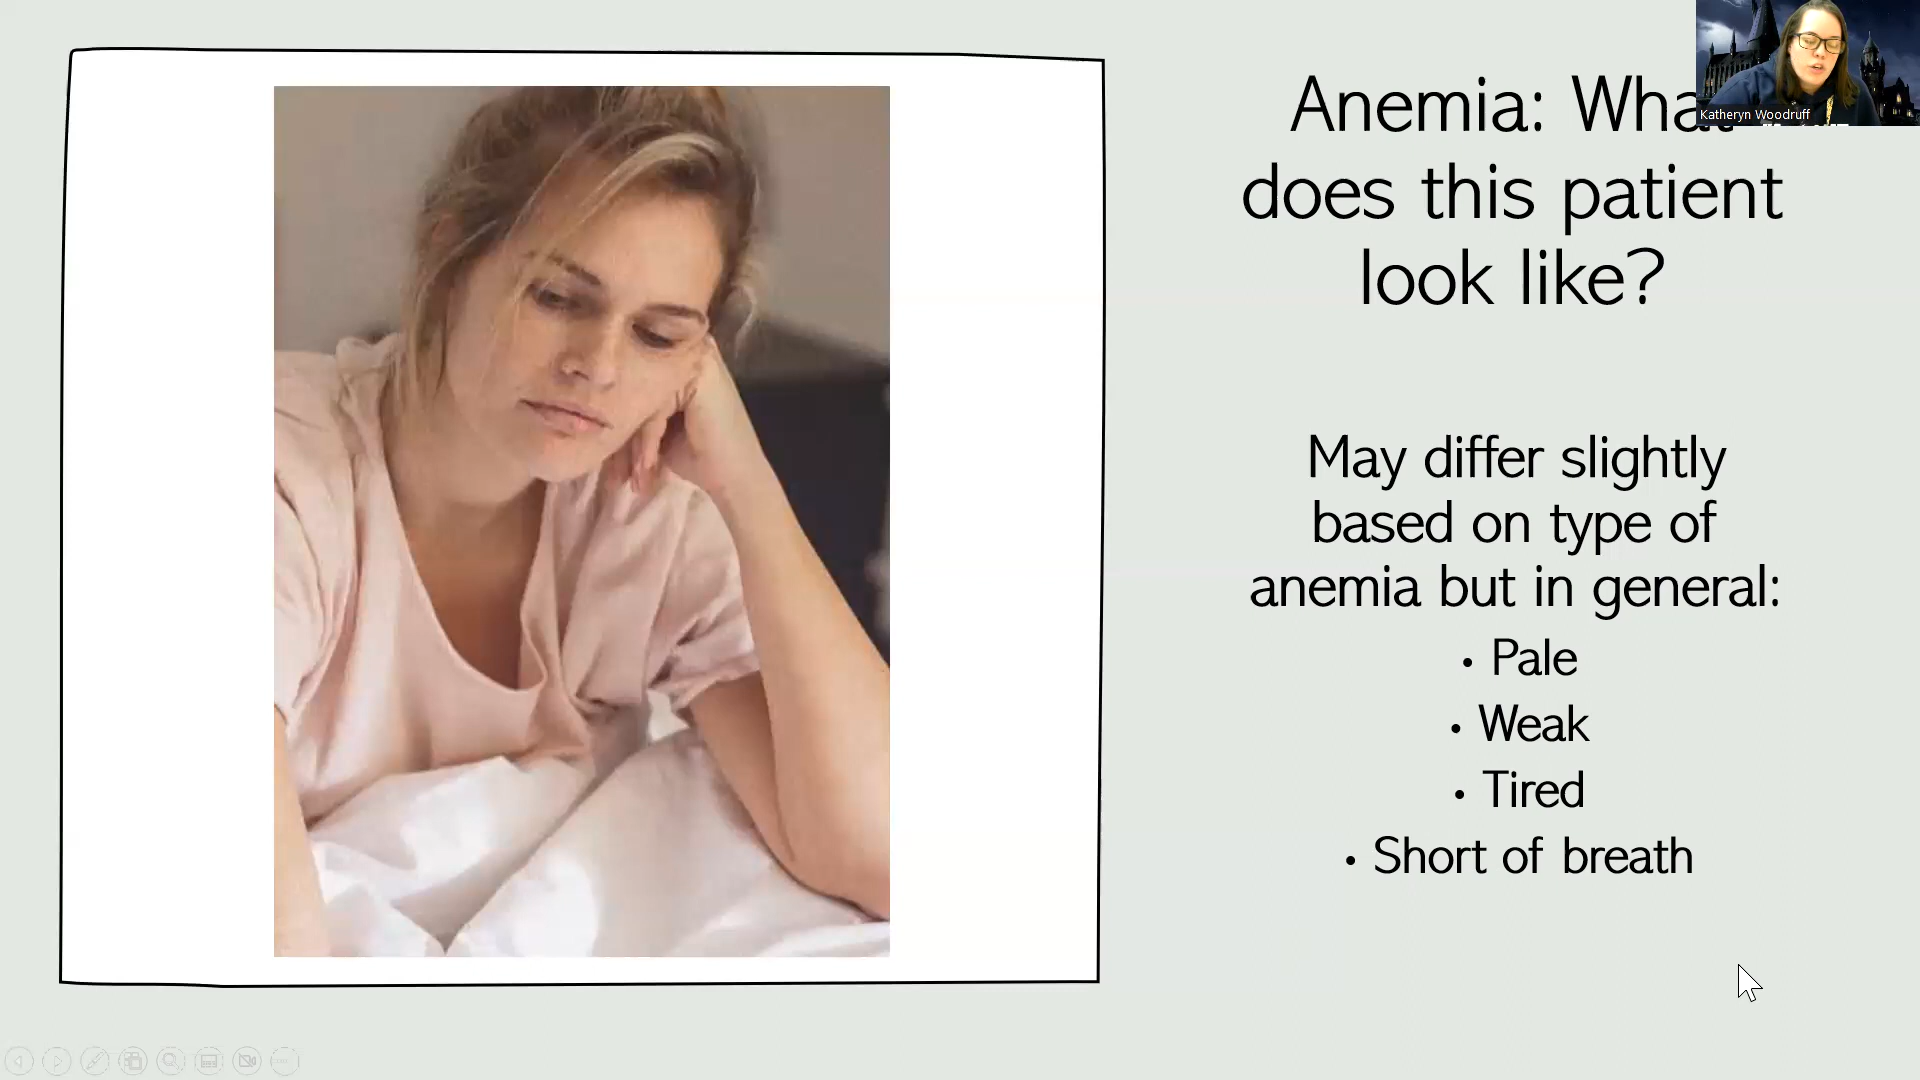 Anemia: What
does this patient
look like?
Katheryn Woodruff
May differ slightly
based on type of
anemia but in general:
• Pale
• Weak
• Tired
• Short of breath